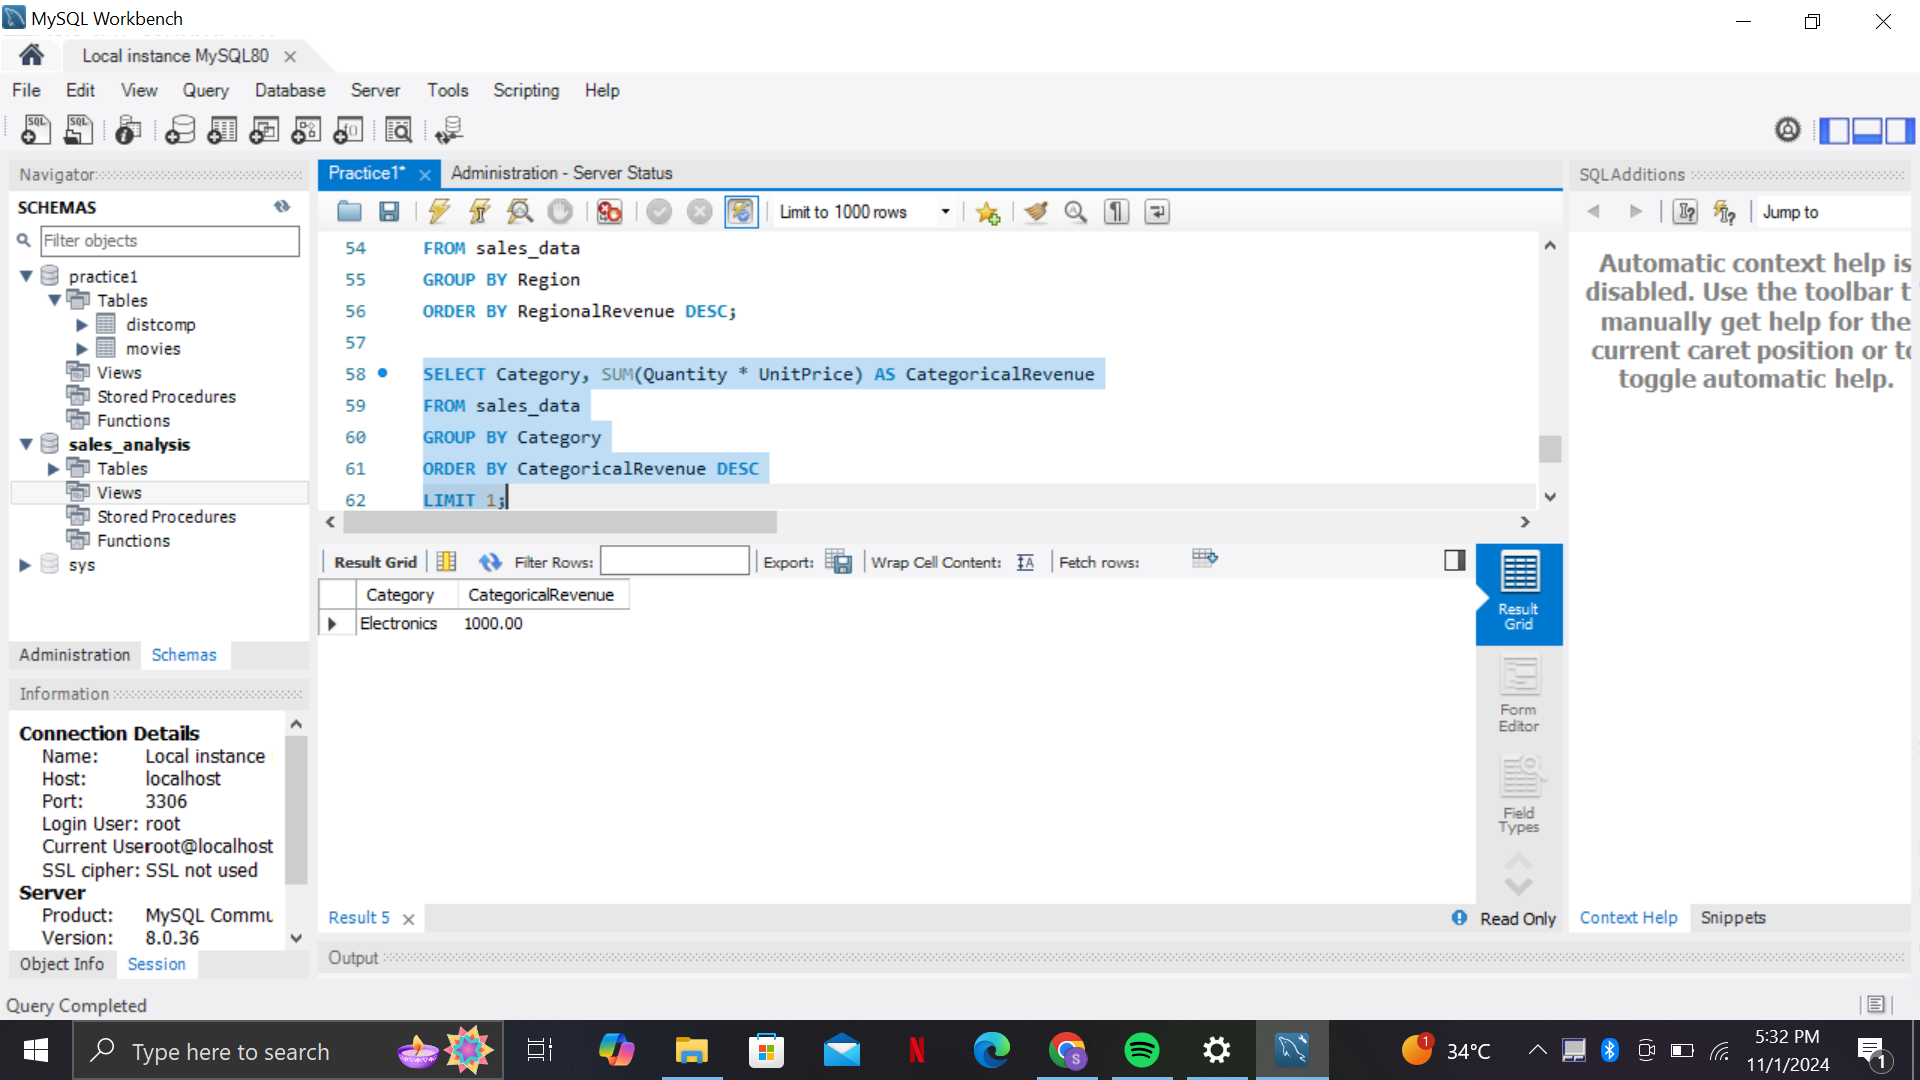 MySQL Workbench
Local instance MySQL80
File Edit View Query Database Server Tools Scripting Help
Navigator
SCHEMAS
Filter objects
practice1
Tables
distcomp
movies
Views
Stored Procedures
Functions
sales_analysis
Tables
Views
Stored Procedures
Functions
sys
Administration Schemas
Information
Connection Details
Name: Local instance
Host: localhost
Port: 3306
Login User: root
Current Use root@localhost
SSL cipher: SSL not used
Server
Product: MySQL Commu
Version: 8.0.36
Object Info Session
Query Completed
Practice1* Administration - Server Status
Limit to 1000 rows
54 FROM sales_data
55 GROUP BY Region
56 ORDER BY RegionalRevenue DESC;
57
58 SELECT Category, SUM(Quantity * UnitPrice) AS CategoricalRevenue
59 FROM sales_data
60 GROUP BY Category
61 ORDER BY CategoricalRevenue DESC
62 LIMIT 1;
Result Grid Filter Rows: Export: Wrap Cell Content: Fetch rows:
Category CategoricalRevenue
Electronics 1000.00
Result
Grid
Form
Editor
Field
Types
Result 5 Read Only
Output
SQLAdditions
Jump to
Automatic context help is
disabled. Use the toolbar t
manually get help for the
current caret position or to
toggle automatic help.
Context Help Snippets
Type here to search
1
34°C
5:32 PM
11/1/2024
1